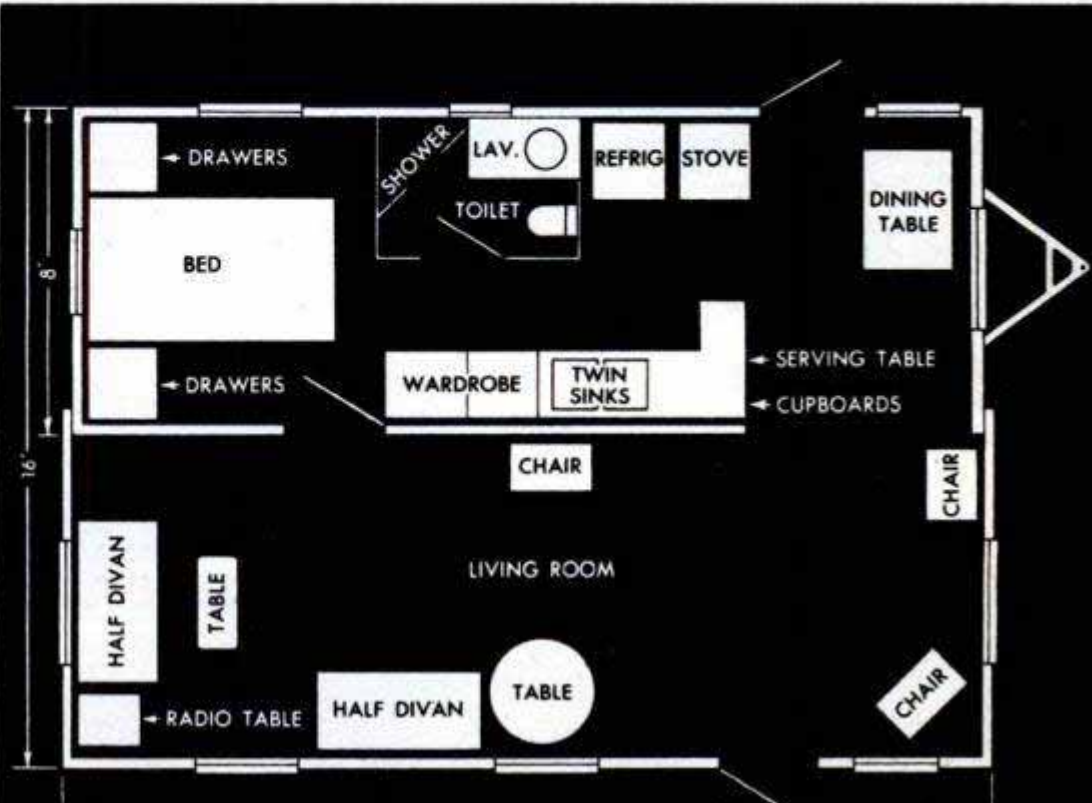 DRAWERS
SHOWER
LAV.
REFRIG
STOVE
TOILET
DINING
TABLE
BED
8'
SERVING TABLE
DRAWERS
WARDROBE
TWIN
SINKS
CUPBOARDS
16'
CHAIR
CHAIR
HALF DIVAN
TABLE
LIVING ROOM
RADIO TABLE
HALF DIVAN
TABLE
CHAIR